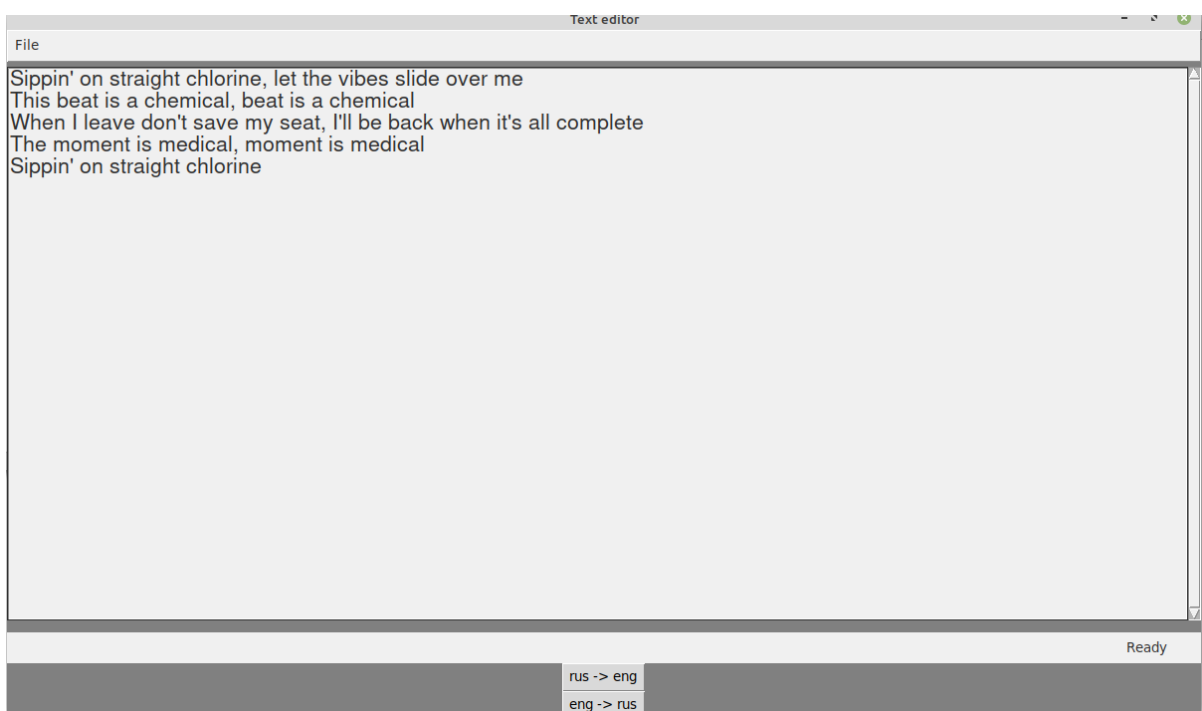 Text editor
File
Sippin' on straight chlorine, let the vibes slide over me
This beat is a chemical, beat is a chemical
When I leave don't save my seat, I'll be back when it's all complete
The moment is medical, moment is medical
Sippin' on straight chlorine
Ready
rus -> eng
eng -> rus